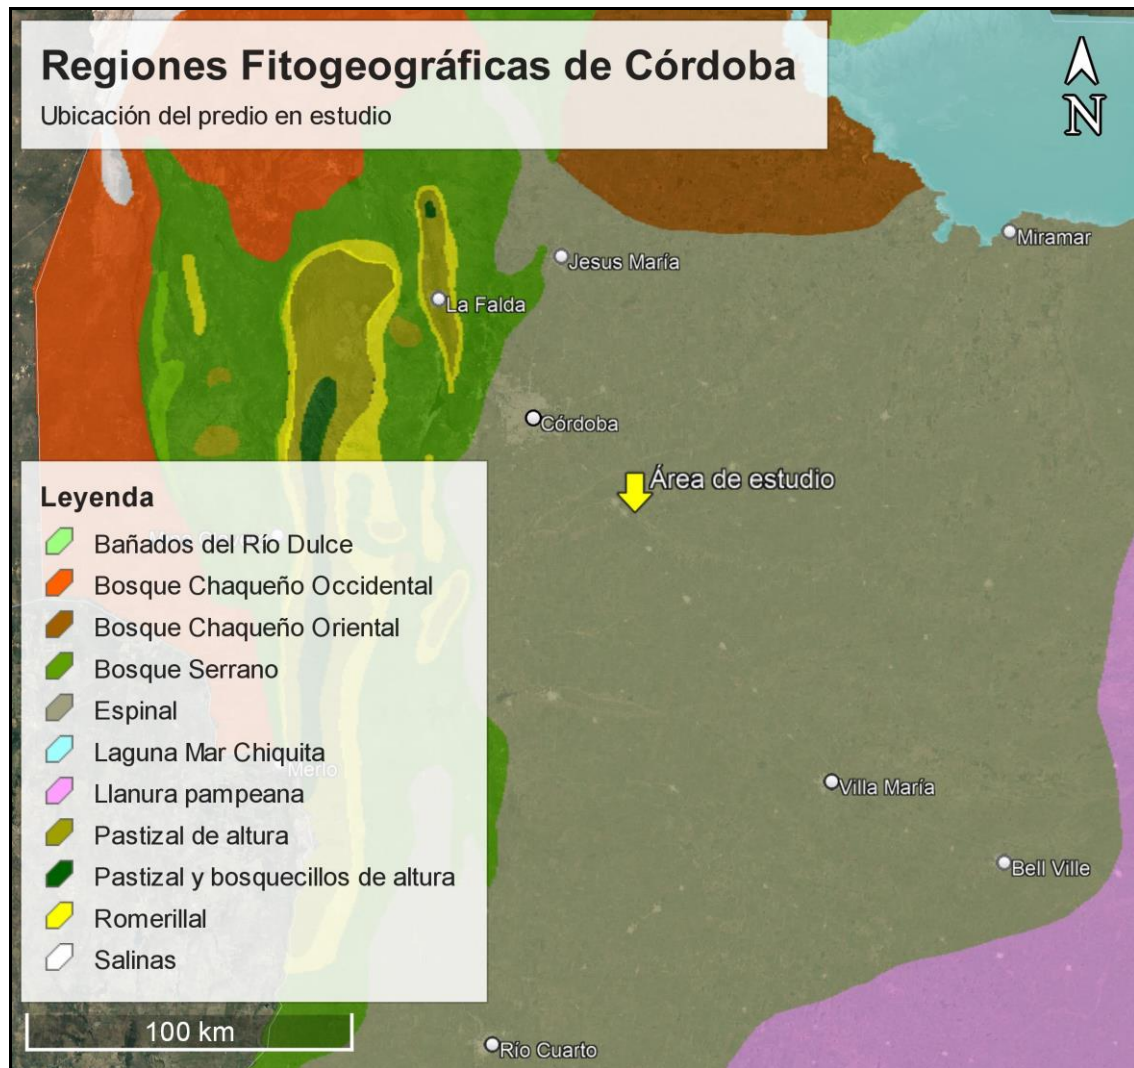 Regiones Fitogeográficas de Córdoba
Ubicación del predio en estudio
N
Miramar
Jesus María
La Falda
Córdoba
Área de estudio
Leyenda
Bañados del Río Dulce
Bosque Chaqueño Occidental
Bosque Chaqueño Oriental
Bosque Serrano
Espinal
Laguna Mar Chiquita
Merlo
Llanura pampeana
Villa María
Pastizal de altura
Bell Ville
Pastizal y bosquecillos de altura
Romerillal
Salinas
100 km
Río Cuarto